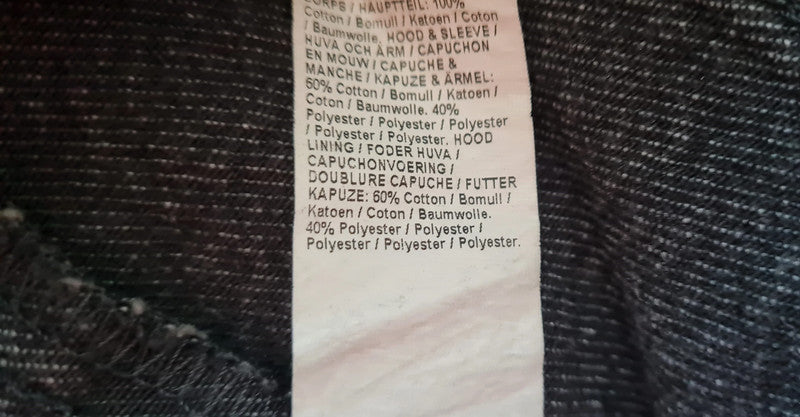 CORPS / HAUPTTEIL: 100%
Cotton / Bomull / Katoen / Coton
/ Baumwolle. HOOD & SLEEVE /
HUVA OCH ÄRM / CAPUCHON
EN MOUW / CAPUCHE &
MANCHE / KAPUZE & ÄRMEL:
60% Cotton / Bomull / Katoen /
Coton / Baumwolle. 40%
Polyester / Polyester / Polyester
/ Polyester / Polyester. HOOD
LINING / FODER HUVA /
CAPUCHONVOERING /
DOUBLURE CAPUCHE / FUTTER
KAPUZE: 60% Cotton / Bomull /
Katoen / Coton / Baumwolle.
40% Polyester / Polyester /
Polyester / Polyester / Polyester.